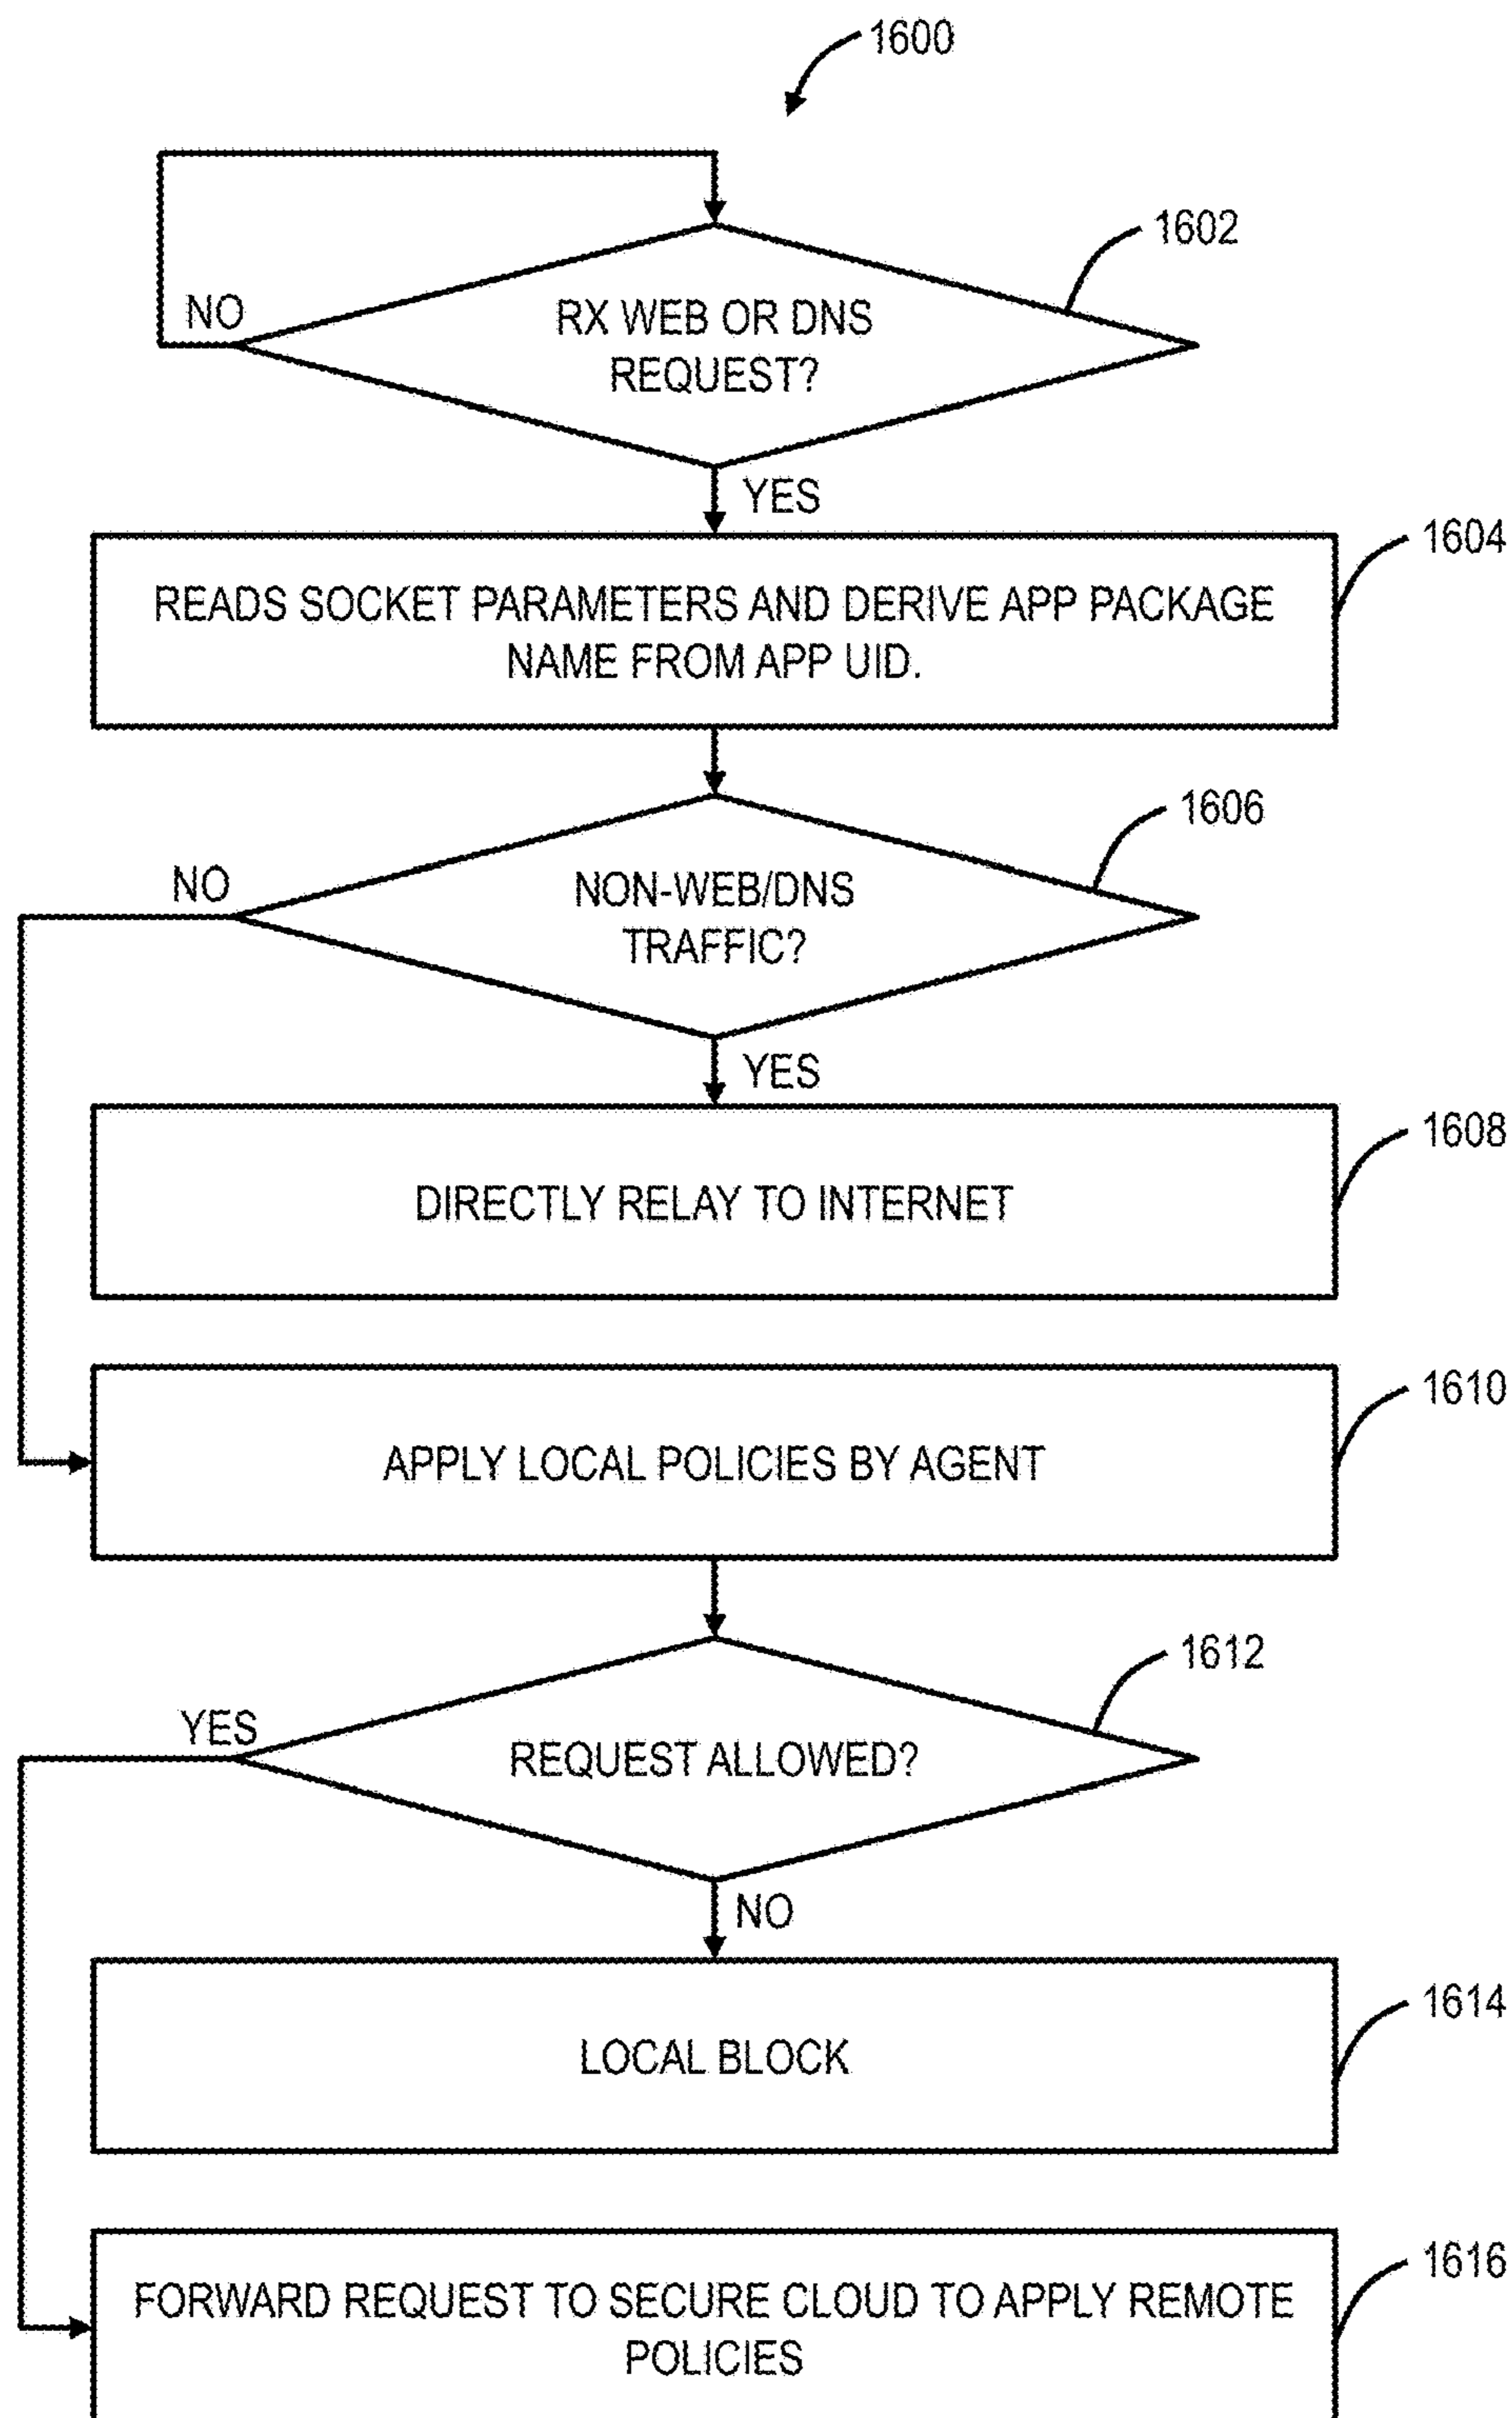 1600
1602
NO
RX WEB OR DNS
REQUEST?
YES
1604
READS SOCKET PARAMETERS AND DERIVE APP PACKAGE
NAME FROM APP UID.
1606
NO
NON-WEB/DNS
TRAFFIC?
YES
1608
DIRECTLY RELAY TO INTERNET
1610
APPLY LOCAL POLICIES BY AGENT
1612
YES
REQUEST ALLOWED?
NO
1614
LOCAL BLOCK
1616
FORWARD REQUEST TO SECURE CLOUD TO APPLY REMOTE
POLICIES